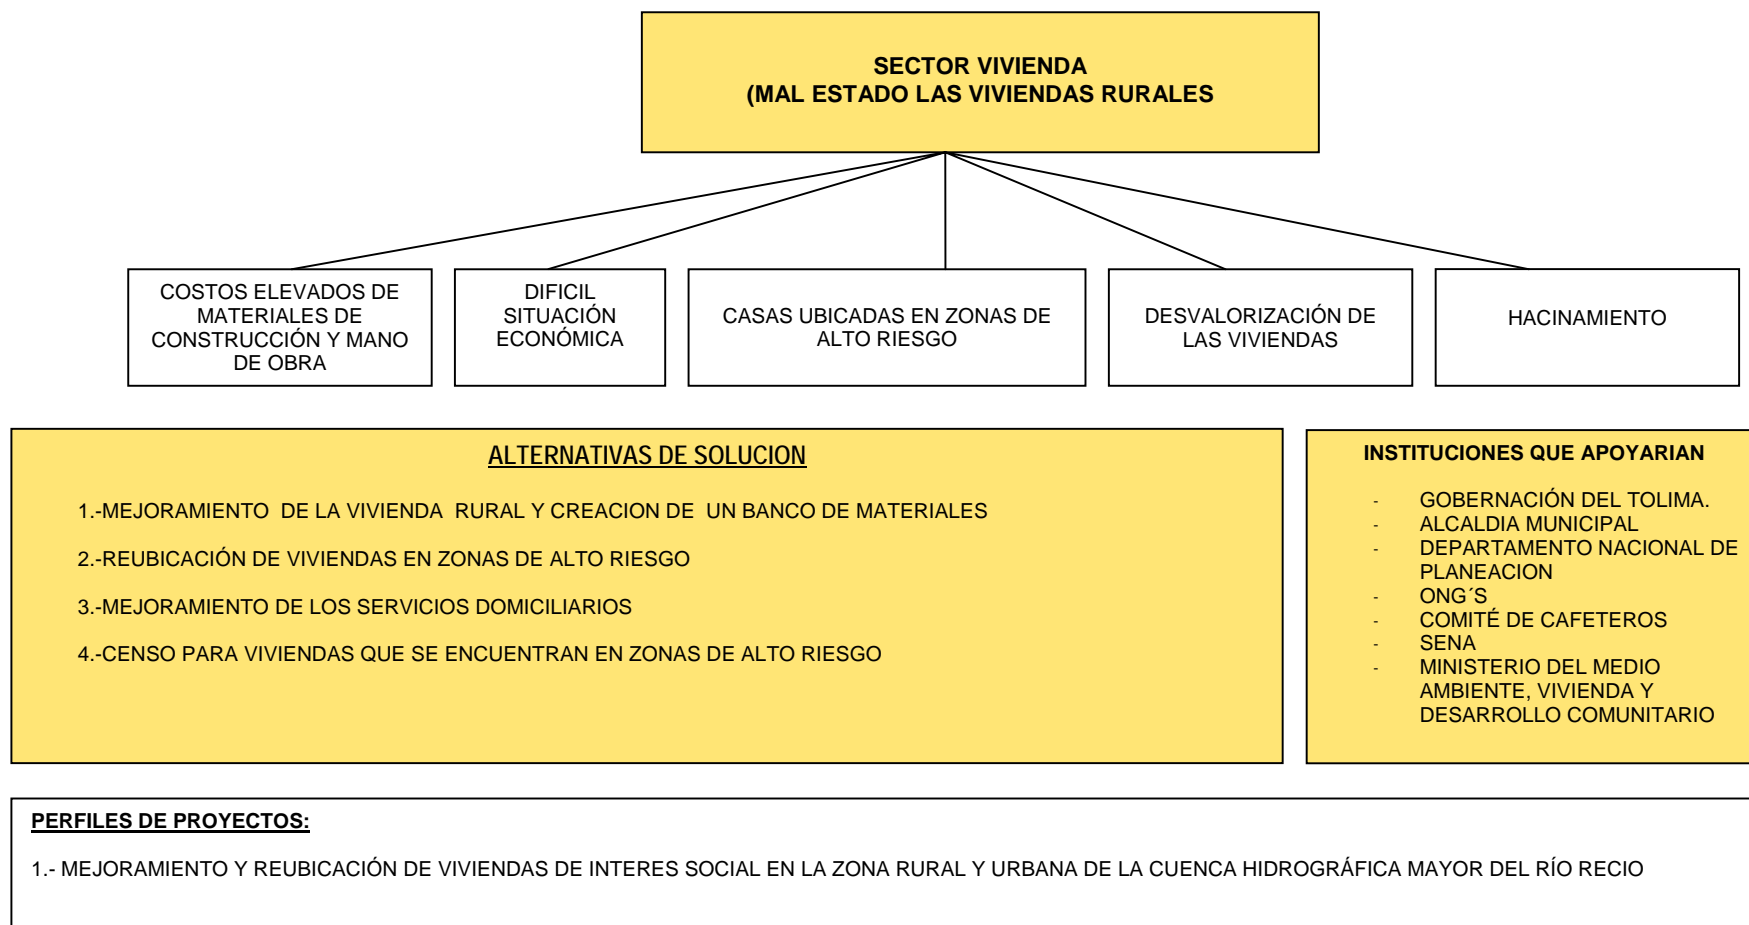 SECTOR VIVIENDA
(MAL ESTADO LAS VIVIENDAS RURALES
COSTOS ELEVADOS DE
MATERIALES DE
CONSTRUCCIÓN Y MANO
DE OBRA
DIFICIL
SITUACIÓN
ECONÓMICA
CASAS UBICADAS EN ZONAS DE
ALTO RIESGO
DESVALORIZACIÓN DE
LAS VIVIENDAS
HACINAMIENTO
ALTERNATIVAS DE SOLUCION
1.-MEJORAMIENTO DE LA VIVIENDA RURAL Y CREACION DE UN BANCO DE MATERIALES
2.-REUBICACIÓN DE VIVIENDAS EN ZONAS DE ALTO RIESGO
3.-MEJORAMIENTO DE LOS SERVICIOS DOMICILIARIOS
4.-CENSO PARA VIVIENDAS QUE SE ENCUENTRAN EN ZONAS DE ALTO RIESGO
INSTITUCIONES QUE APOYARIAN
- GOBERNACIÓN DEL TOLIMA.
- ALCALDIA MUNICIPAL
- DEPARTAMENTO NACIONAL DE
PLANEACION
- ONG´S
- COMITÉ DE CAFETEROS
- SENA
- MINISTERIO DEL MEDIO
AMBIENTE, VIVIENDA Y
DESARROLLO COMUNITARIO
PERFILES DE PROYECTOS:
1.- MEJORAMIENTO Y REUBICACIÓN DE VIVIENDAS DE INTERES SOCIAL EN LA ZONA RURAL Y URBANA DE LA CUENCA HIDROGRÁFICA MAYOR DEL RÍO RECIO